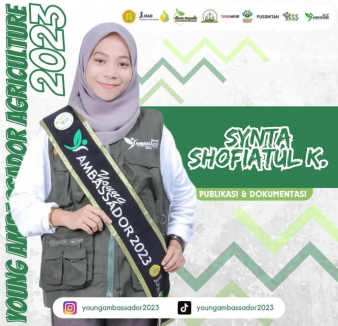 YOUNG AMBASSADOR AGRICULTURE
2023
SYNTA
SHOFIATUL K.
PUBLIKASI & DOKUMENTASI
Young
AMBASSADOR 2023
youngambassador2023
youngambassador2023